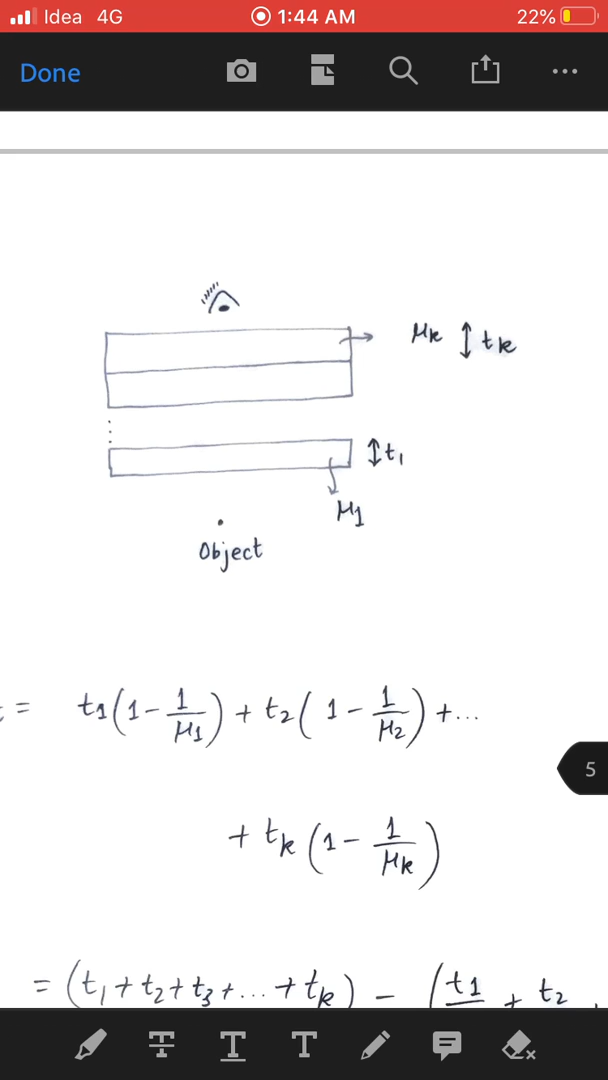 Idea 4G 1:44 AM 22%
Done
μk ↕ tk
↕ t1
μ1
Object
= t1(1 - 1/μ1) + t2(1 - 1/μ2) + ...
5
+ tk(1 - 1/μk)
= (t1 + t2 + t3 + ... + tk) - (t1 + t2
T T T